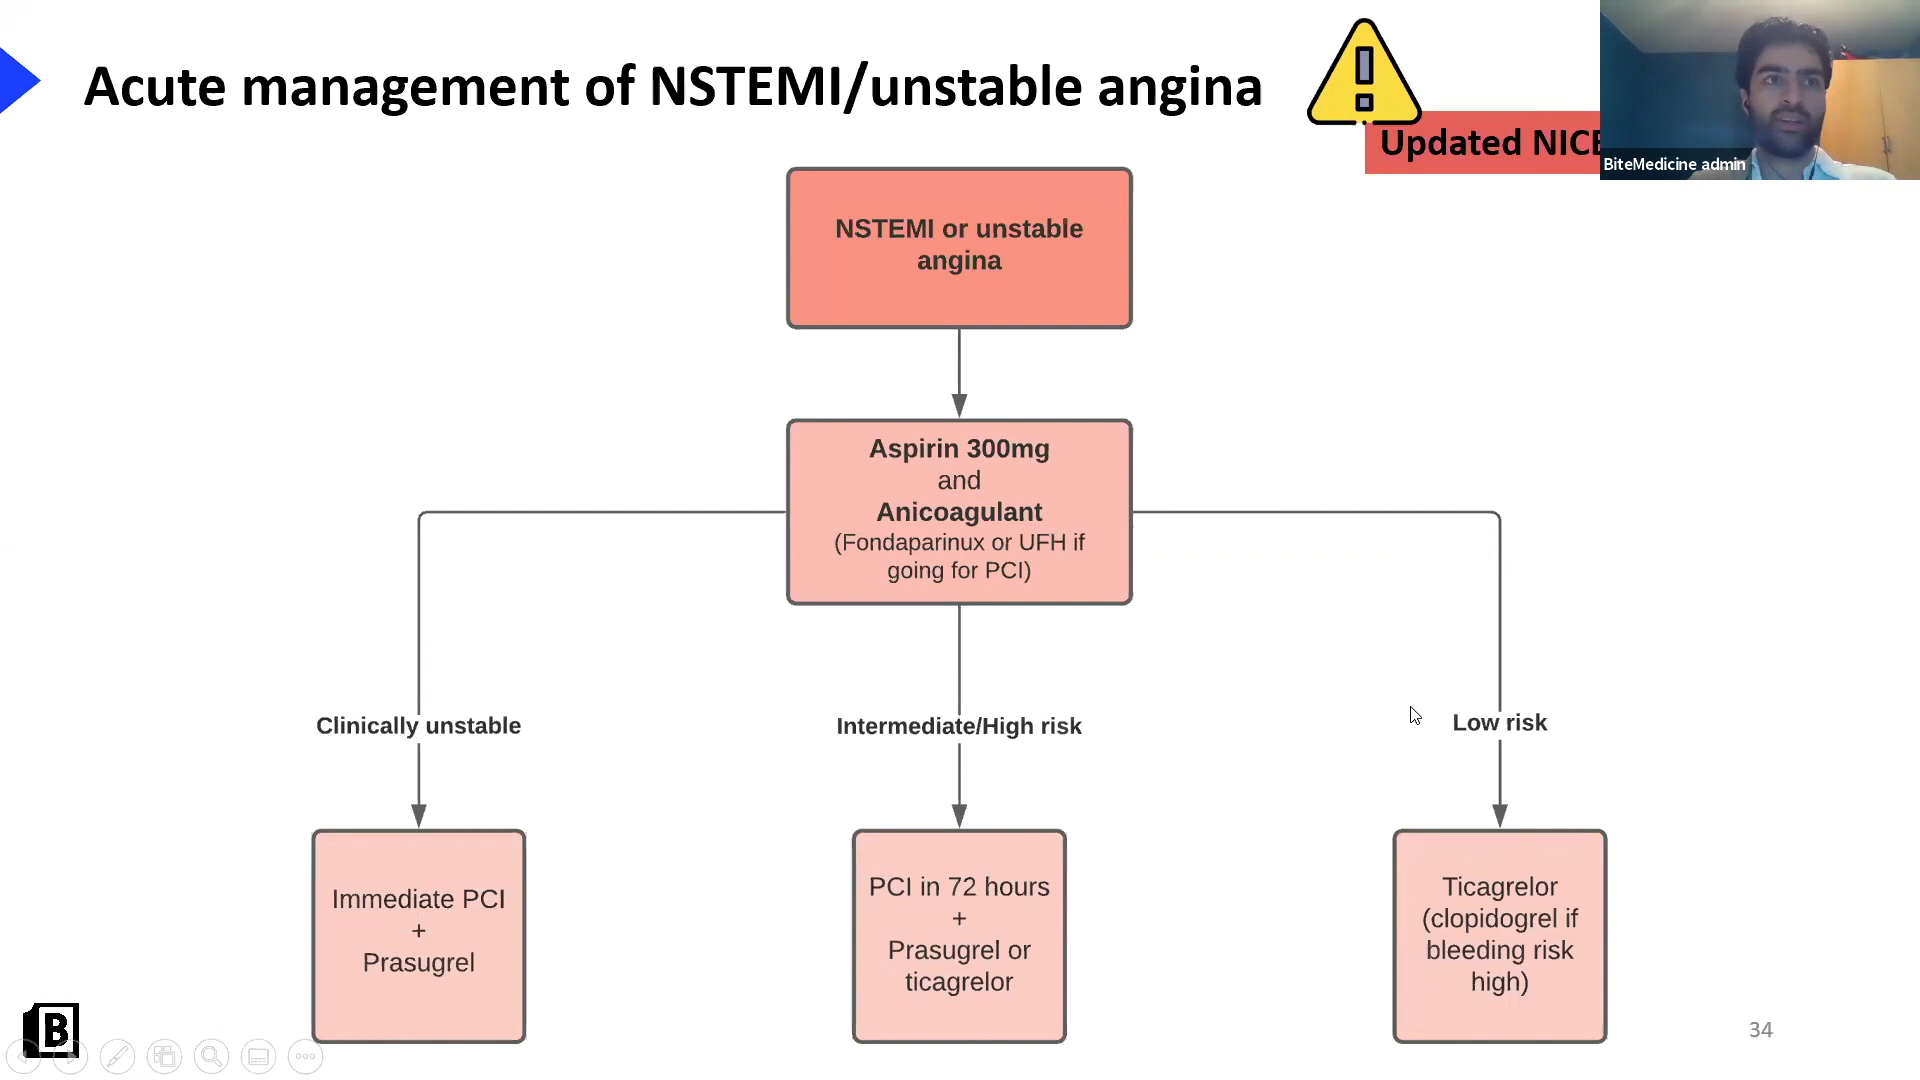 Acute management of NSTEMI/unstable angina
Updated NICE
BiteMedicine admin
NSTEMI or unstable
angina
Aspirin 300mg
and
Anicoagulant
(Fondaparinux or UFH if
going for PCI)
Clinically unstable
Intermediate/High risk
Low risk
Immediate PCI
+
Prasugrel
PCI in 72 hours
+
Prasugrel or
ticagrelor
Ticagrelor
(clopidogrel if
bleeding risk
high)
B
34